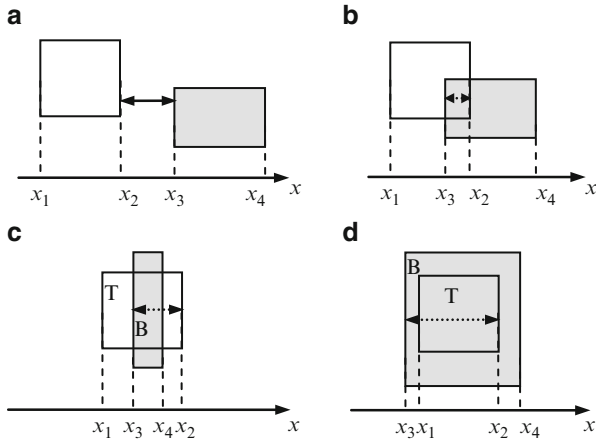 a
x1 x2 x3 x4 x
b
x1 x3 x2 x4 x
c
T
B
x1 x3 x4 x2 x
d
B
T
x3 x1 x2 x4 x